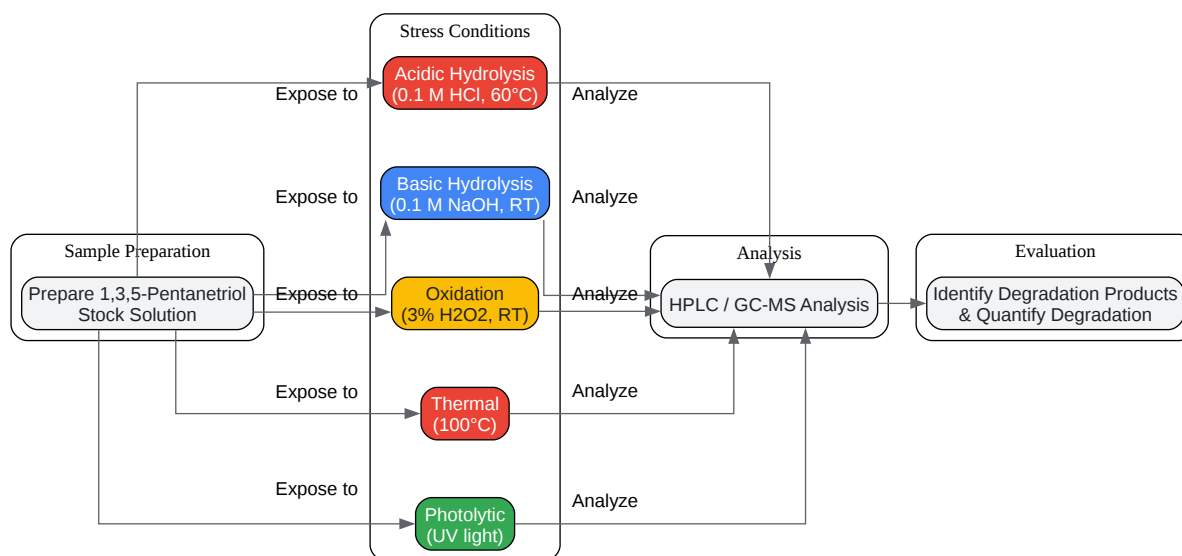 Stress Conditions
Acidic Hydrolysis
(0.1 M HCl, 60°C)
Expose to
Analyze
Basic Hydrolysis
(0.1 M NaOH, RT)
Expose to
Analyze
Sample Preparation
Prepare 1,3,5-Pentanetriol
Stock Solution
Expose to
Oxidation
(3% H2O2, RT)
Analyze
Analysis
HPLC / GC-MS Analysis
Evaluation
Identify Degradation Products
& Quantify Degradation
Expose to
Thermal
(100°C)
Analyze
Expose to
Photolytic
(UV light)
Analyze